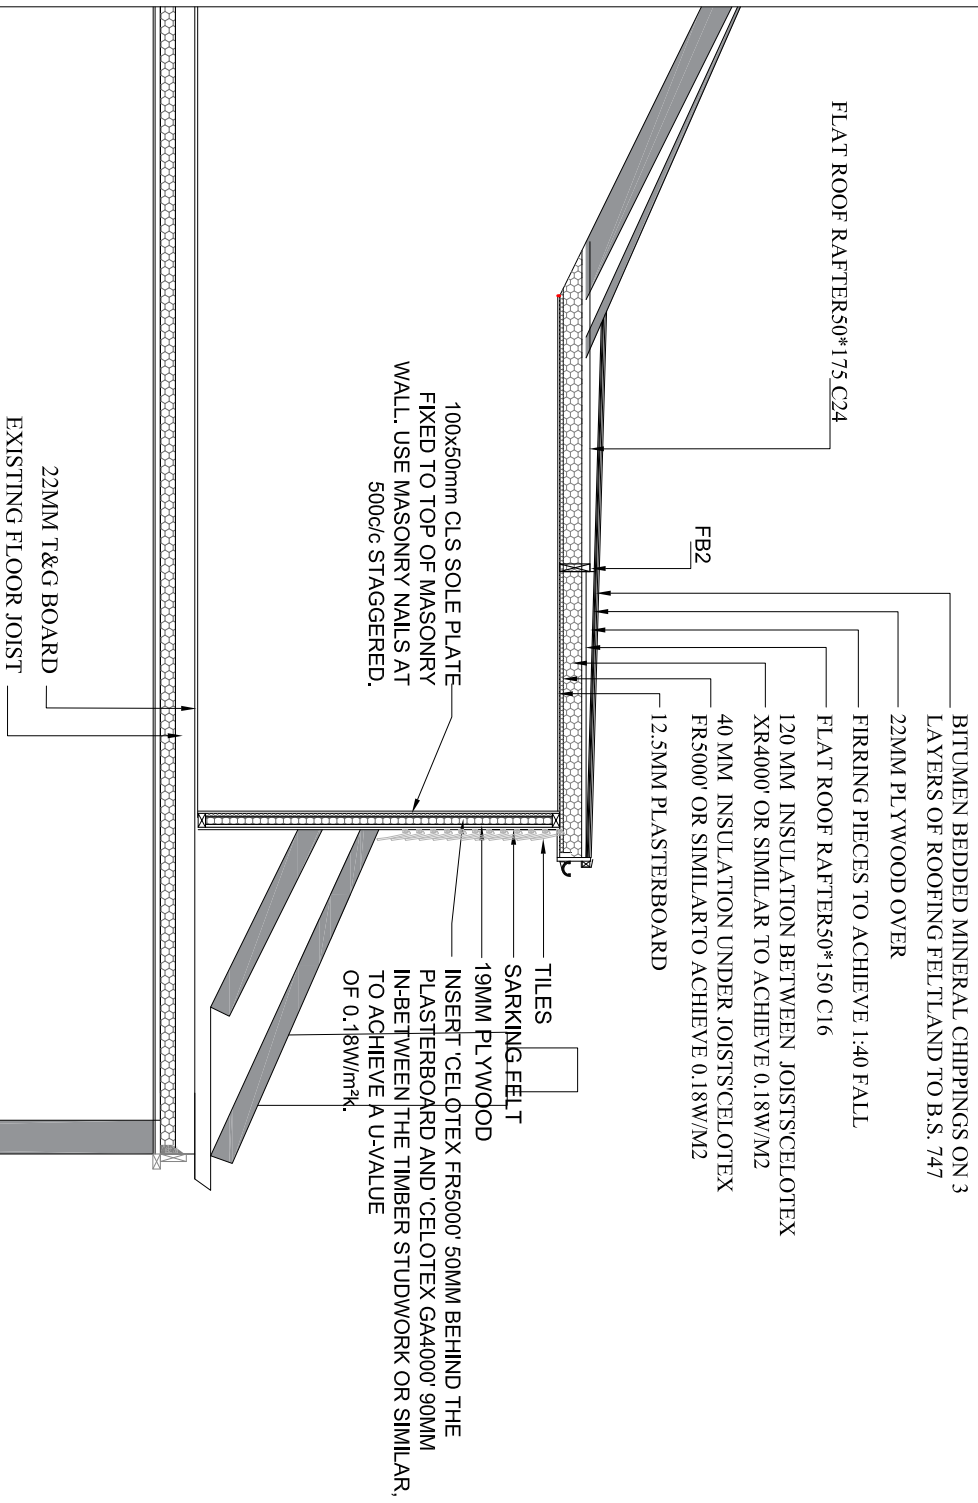 BITUMEN BEDDED MINERAL CHIPPINGS ON 3
LAYERS OF ROOFING FELTLAND TO B.S. 747
22MM PLYWOOD OVER
FIRRING PIECES TO ACHIEVE 1:40 FALL
FLAT ROOF RAFTER50*150 C16
120 MM INSULATION BETWEEN JOISTS'CELOTEX
XR4000' OR SIMILAR TO ACHIEVE 0.18W/M2
40 MM INSULATION UNDER JOISTS'CELOTEX
FR5000' OR SIMILARTO ACHIEVE 0.18W/M2
12.5MM PLASTERBOARD
FLAT ROOF RAFTER50*175 C24
FB2
100x50mm CLS SOLE PLATE
FIXED TO TOP OF MASONRY
WALL. USE MASONRY NAILS AT
500c/c STAGGERED.
TILES
SARKING FELT
19MM PLYWOOD
INSERT 'CELOTEX FR5000' 50MM BEHIND THE
PLASTERBOARD AND 'CELOTEX GA4000' 90MM
IN-BETWEEN THE TIMBER STUDWORK OR SIMILAR,
TO ACHIEVE A U-VALUE
OF 0.18W/m²k.
22MM T&G BOARD
EXISTING FLOOR JOIST